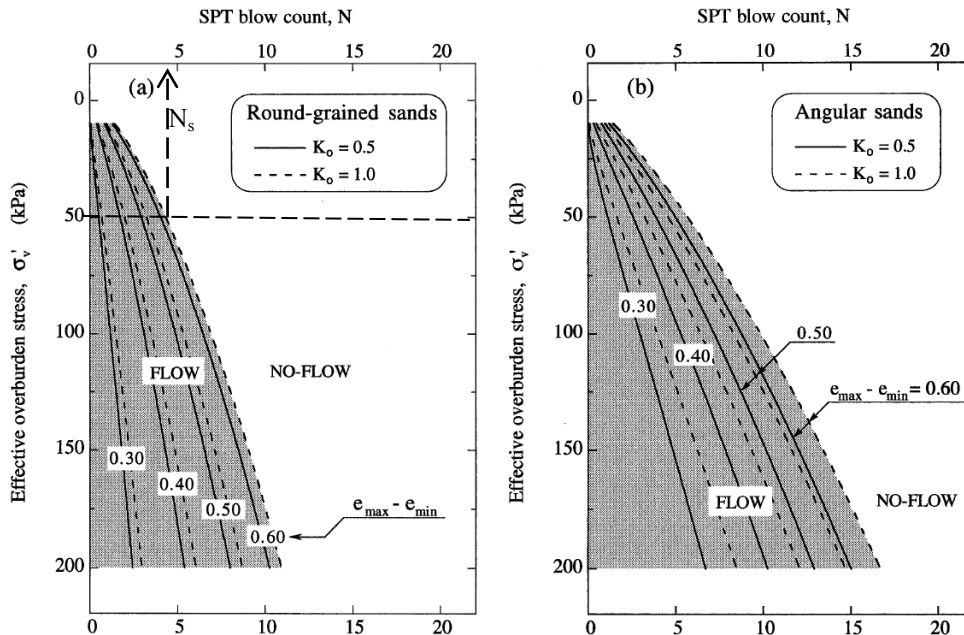 SPT blow count, N
0 5 10 15 20
(a)
N_s
Round-grained sands
K_o = 0.5
K_o = 1.0
Effective overburden stress, σ_v' (kPa)
0
50
100
150
200
FLOW
NO-FLOW
0.30
0.40
0.50
0.60
e_max - e_min
0 5 10 15 20
N
SPT blow count, N
0 5 10 15 20
(b)
Angular sands
K_o = 0.5
K_o = 1.0
Effective overburden stress, σ_v' (kPa)
0
50
100
150
200
0.30
0.40
0.50
e_max - e_min = 0.60
FLOW
NO-FLOW
0 5 10 15 20
N